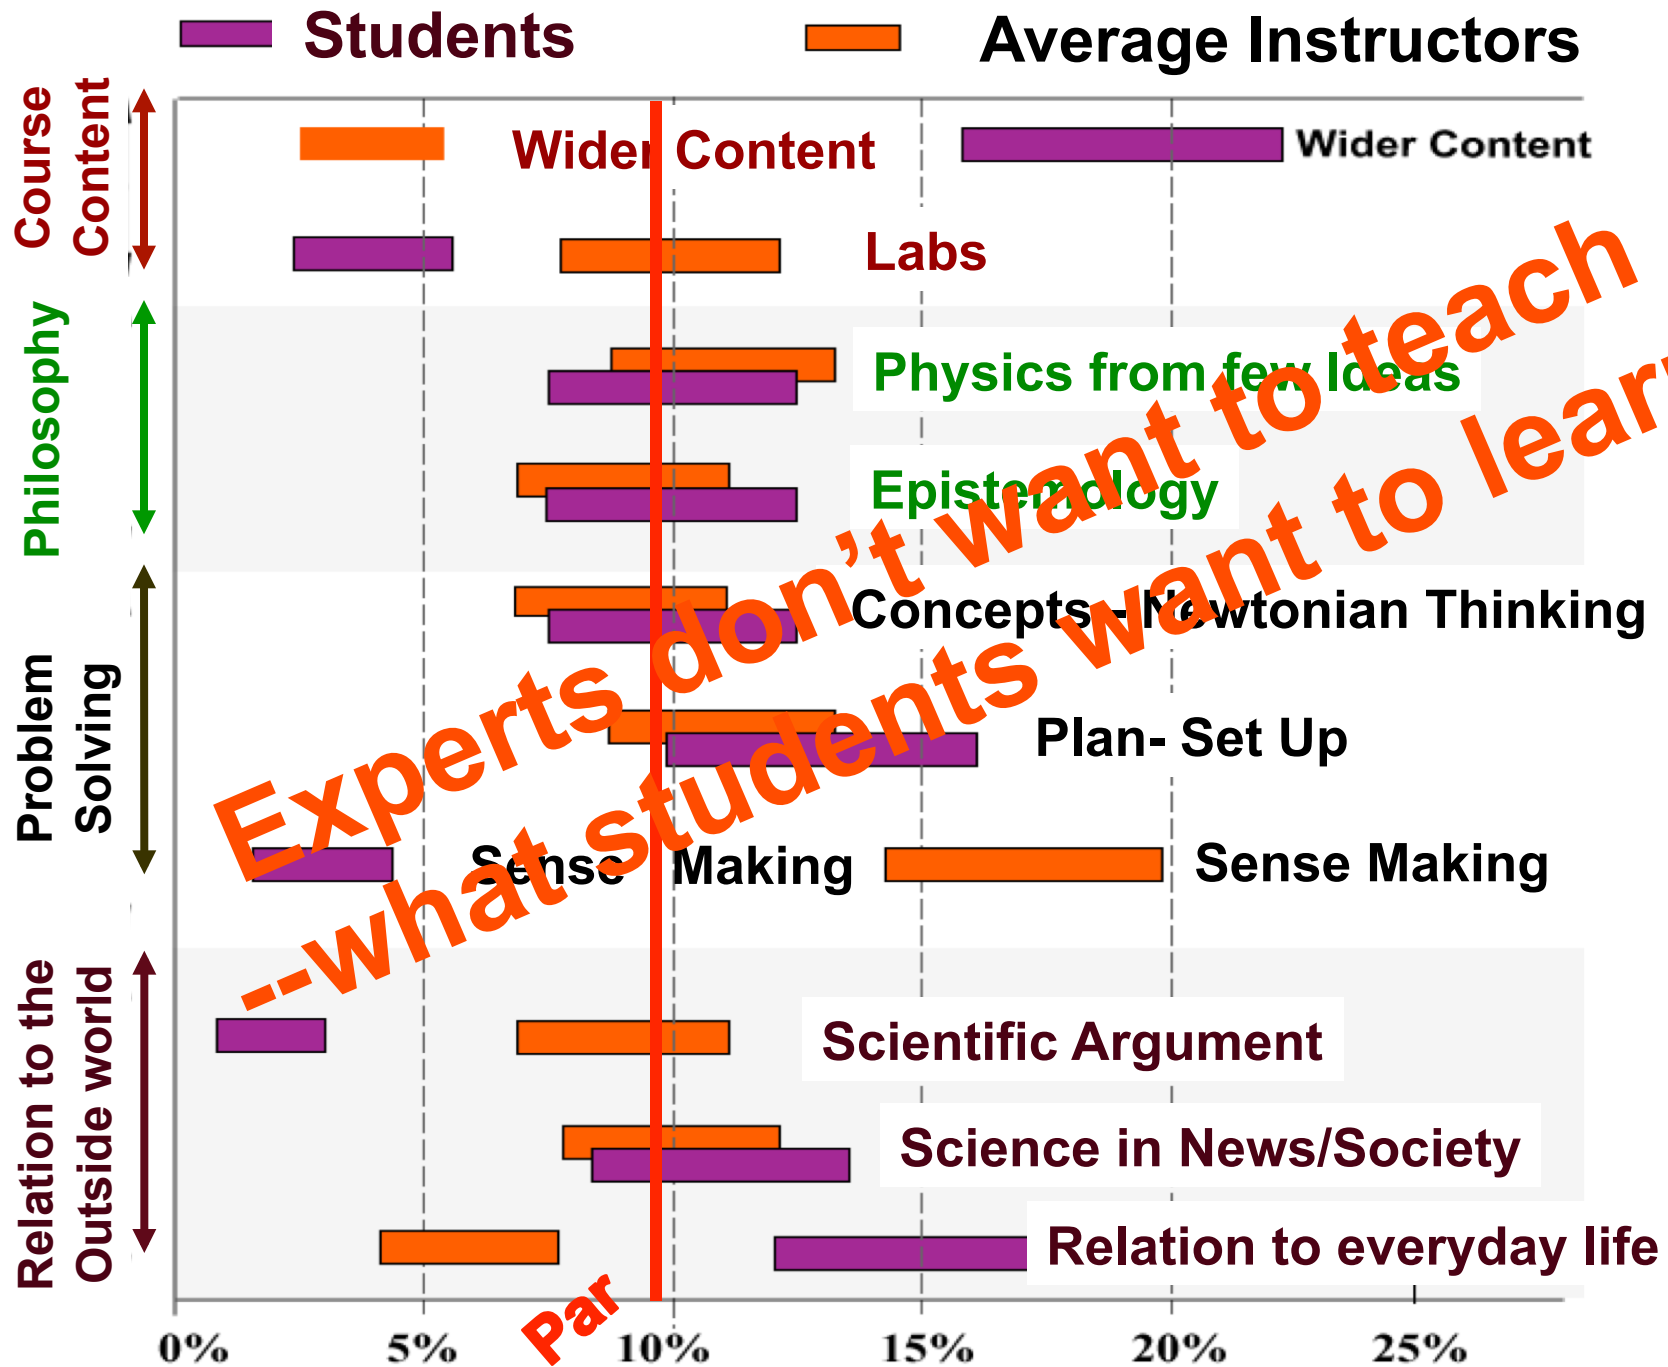 Students
Average Instructors
Course
Content
Wider Content
Wider Content
Labs
Philosophy
Physics from few Ideas
Epistemology
Problem
Solving
Concepts - Newtonian Thinking
Plan- Set Up
Sense Making
Sense Making
Relation to the
Outside world
Scientific Argument
Science in News/Society
Relation to everyday life
Experts don't want to teach
--what students want to lear
Par
0% 5% 10% 15% 20% 25%